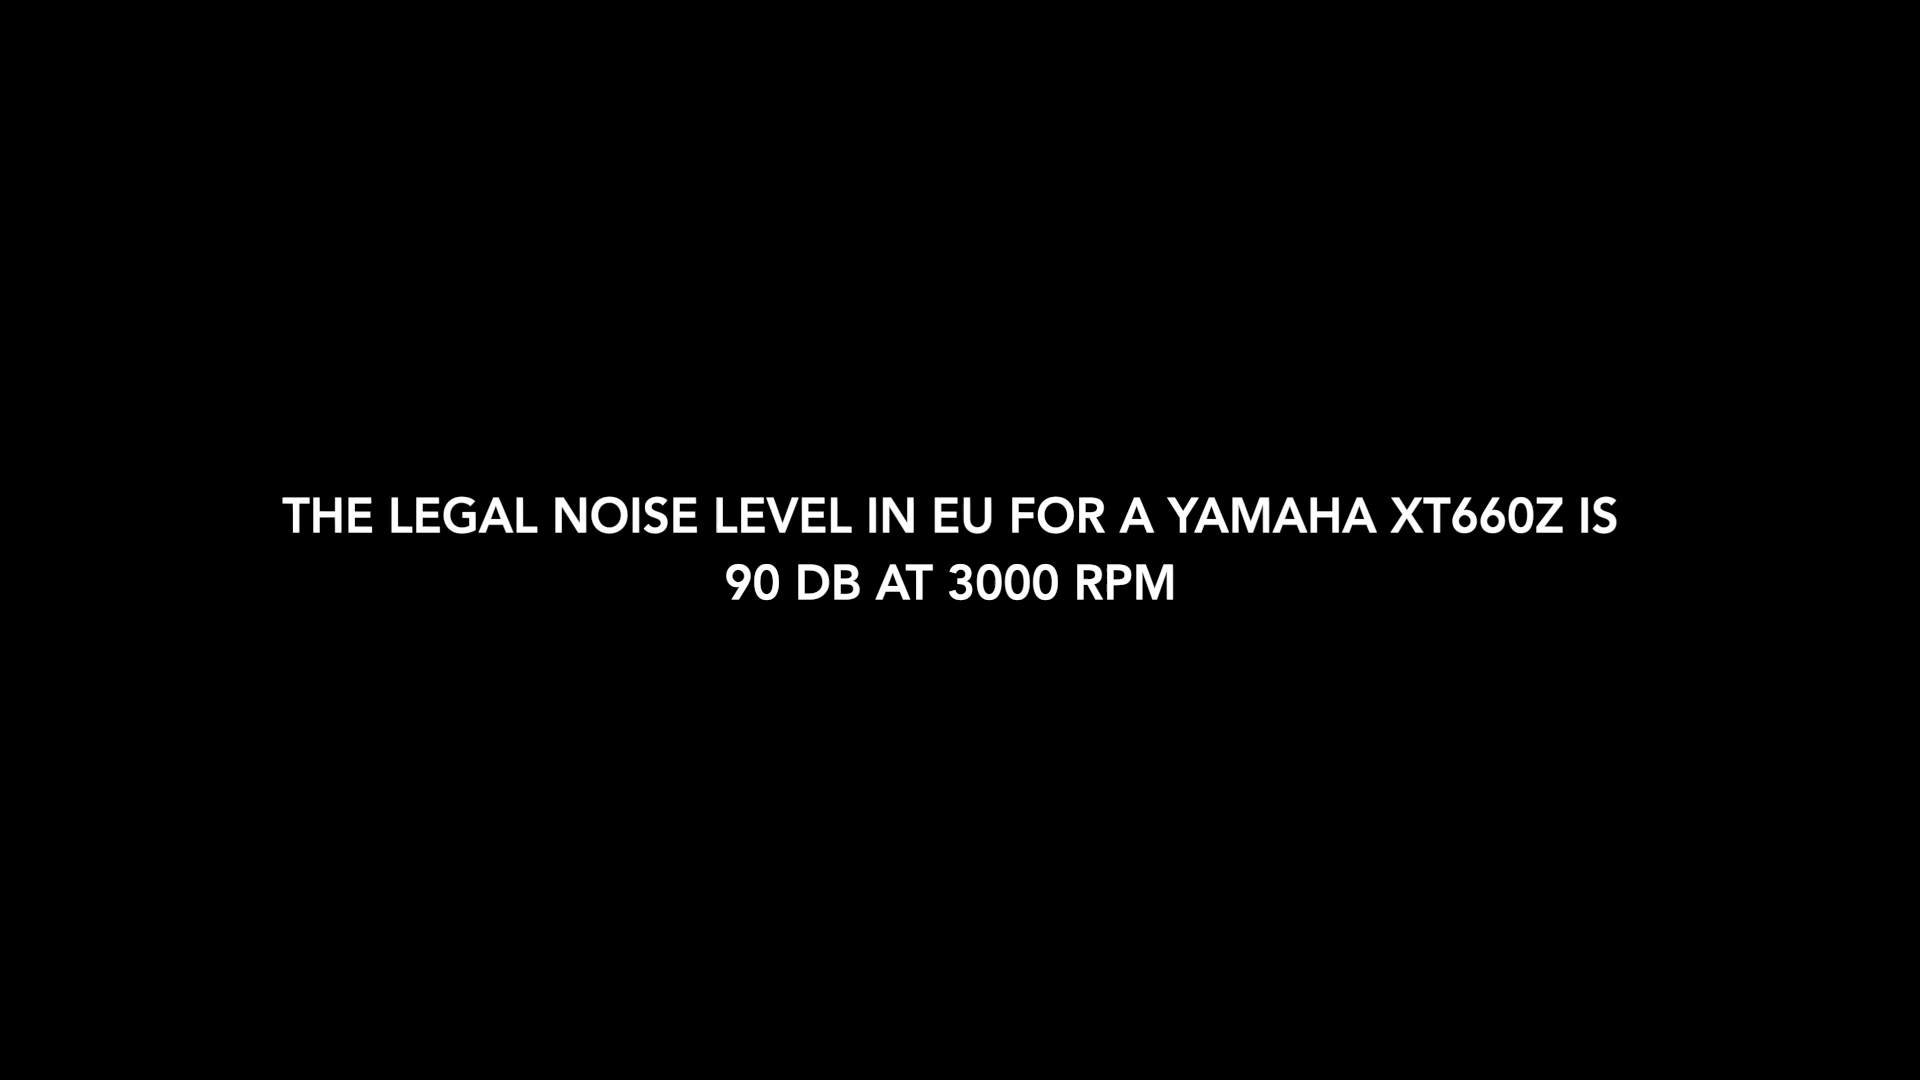 THE LEGAL NOISE LEVEL IN EU FOR A YAMAHA XT660Z IS
90 DB AT 3000 RPM